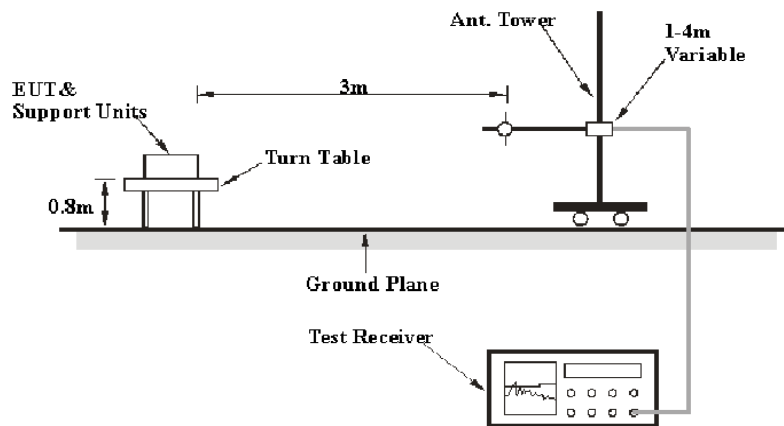 Ant. Tower
1-4m
Variable
EUT &
Support Units
3m
Turn Table
0.8m
Ground Plane
Test Receiver